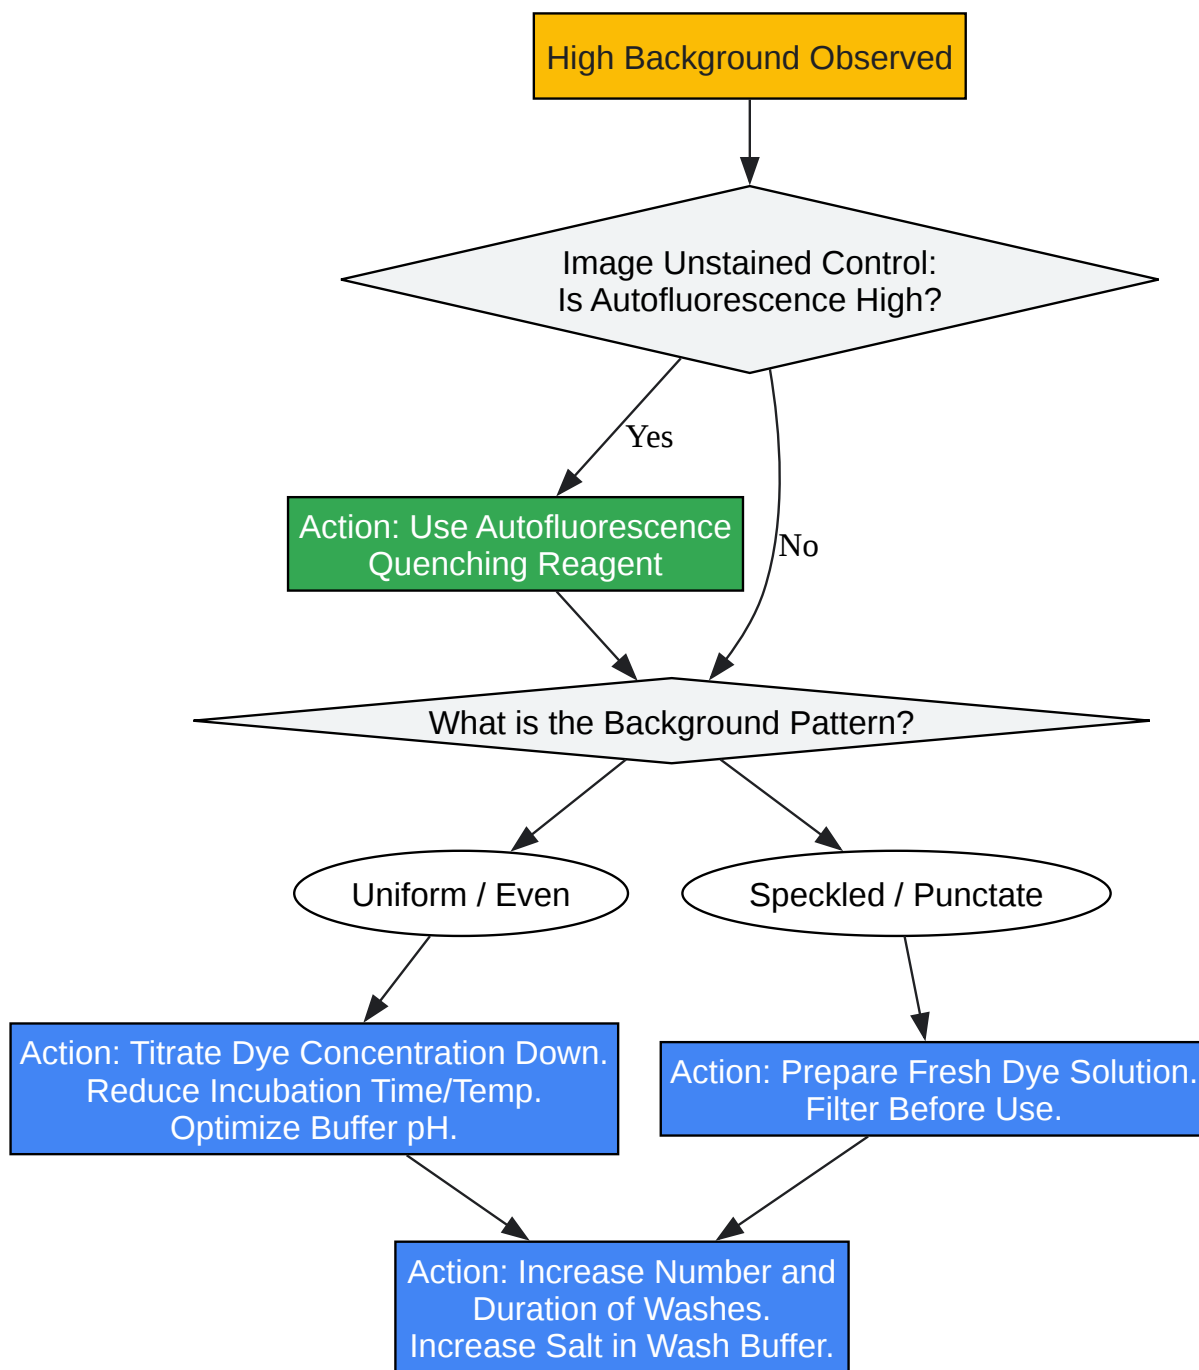 High Background Observed
Image Unstained Control:
Is Autofluorescence High?
Yes
Action: Use Autofluorescence
Quenching Reagent
No
What is the Background Pattern?
Uniform / Even
Speckled / Punctate
Action: Titrate Dye Concentration Down.
Reduce Incubation Time/Temp.
Optimize Buffer pH.
Action: Prepare Fresh Dye Solution.
Filter Before Use.
Action: Increase Number and
Duration of Washes.
Increase Salt in Wash Buffer.